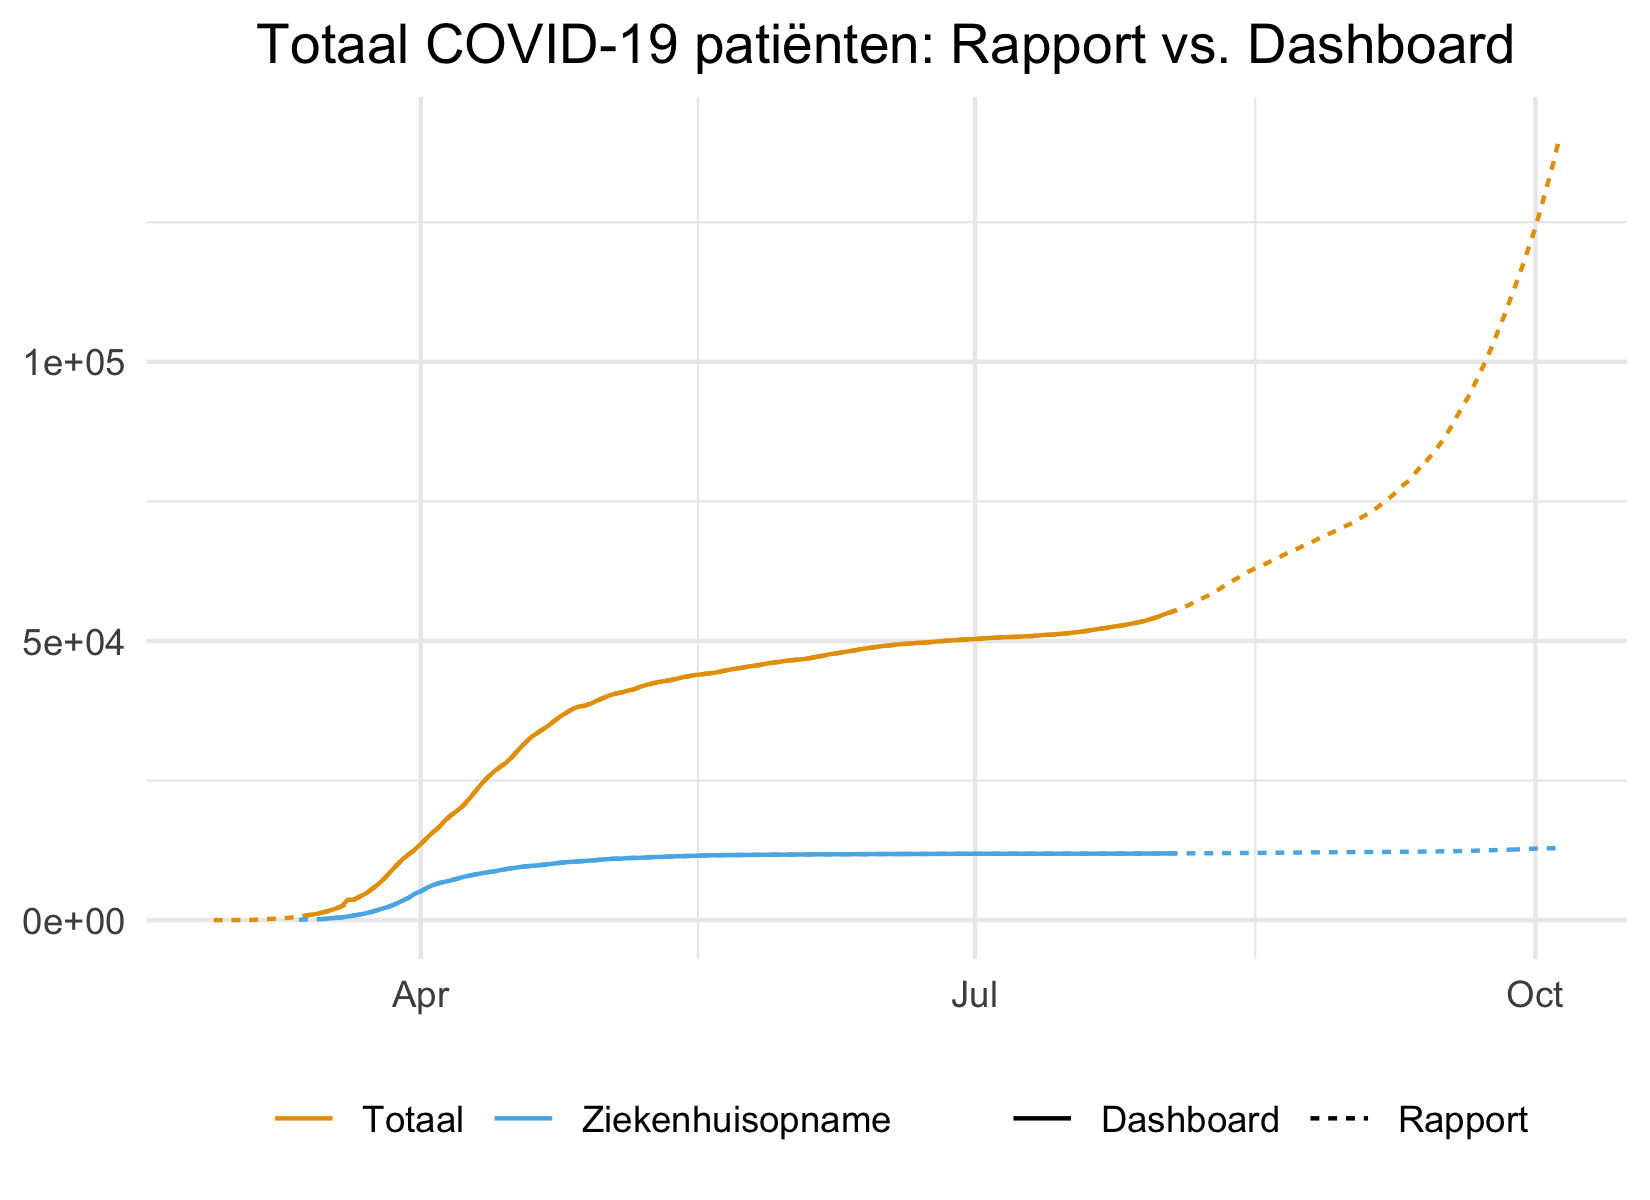 Totaal COVID-19 patiënten: Rapport vs. Dashboard
1e+05
5e+04
0e+00
Apr Jul Oct
Totaal Ziekenhuisopname Dashboard Rapport